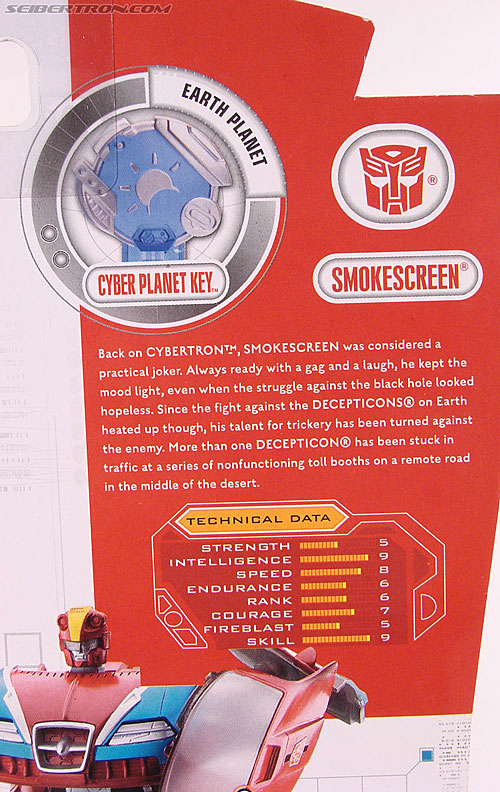 SEIBERTRON.COM
EARTH PLANET
CYBER PLANET KEY™
®
SMOKESCREEN®
Back on CYBERTRON™, SMOKESCREEN was considered a
practical joker. Always ready with a gag and a laugh, he kept the
mood light, even when the struggle against the black hole looked
hopeless. Since the fight against the DECEPTICONS® on Earth
heated up though, his talent for trickery has been turned against
the enemy. More than one DECEPTICON® has been stuck in
traffic at a series of nonfunctioning toll booths on a remote road
in the middle of the desert.
TECHNICAL DATA
STRENGTH 5
INTELLIGENCE 9
SPEED 8
ENDURANCE 6
RANK 6
COURAGE 7
FIREBLAST 5
SKILL 9